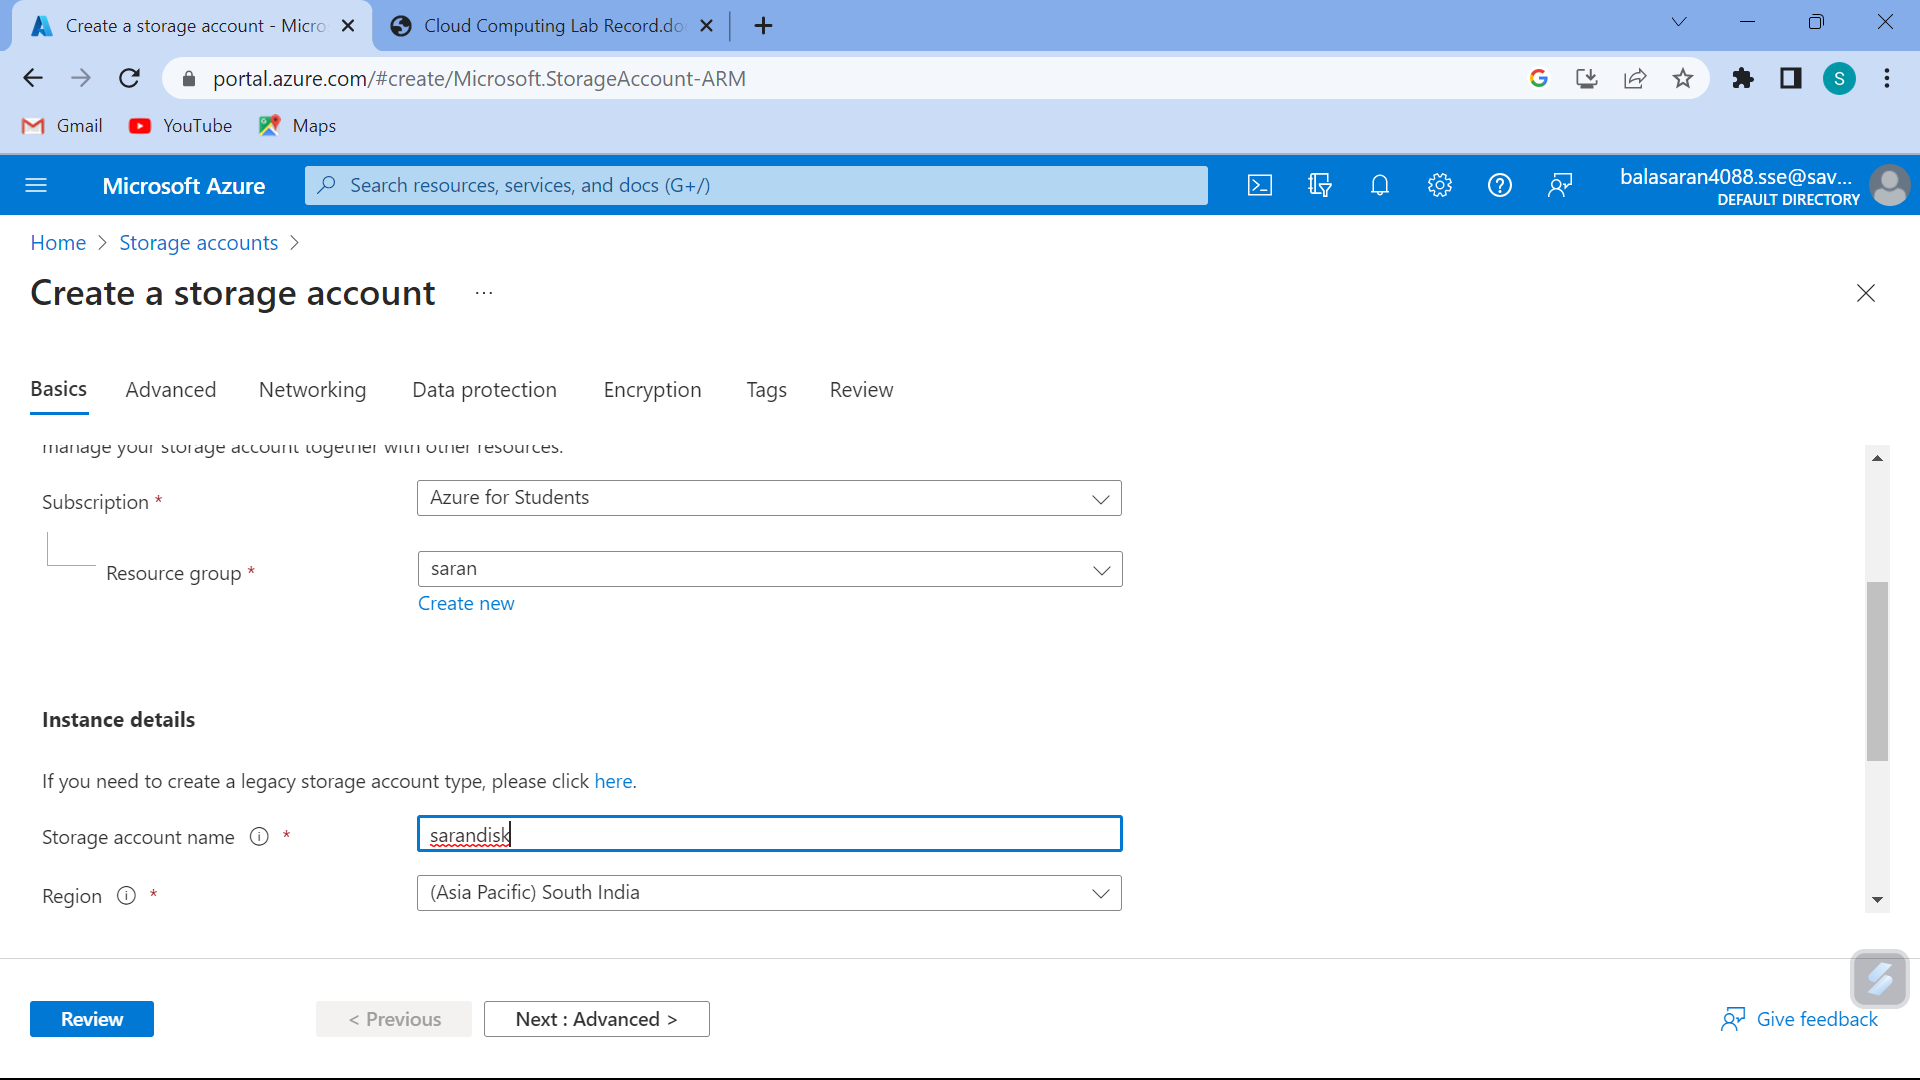 Create a storage account - Micro
Cloud Computing Lab Record.do
portal.azure.com/#create/Microsoft.StorageAccount-ARM
S
Gmail
YouTube
Maps
Microsoft Azure
Search resources, services, and docs (G+/)
balasaran4088.sse@sav...
DEFAULT DIRECTORY
Home > Storage accounts >
Create a storage account ...
Basics Advanced Networking Data protection Encryption Tags Review
manage your storage account together with other resources.
Subscription * Azure for Students
Resource group * saran
Create new
Instance details
If you need to create a legacy storage account type, please click here.
Storage account name * sarandisk
Region * (Asia Pacific) South India
Review
< Previous
Next : Advanced >
Give feedback